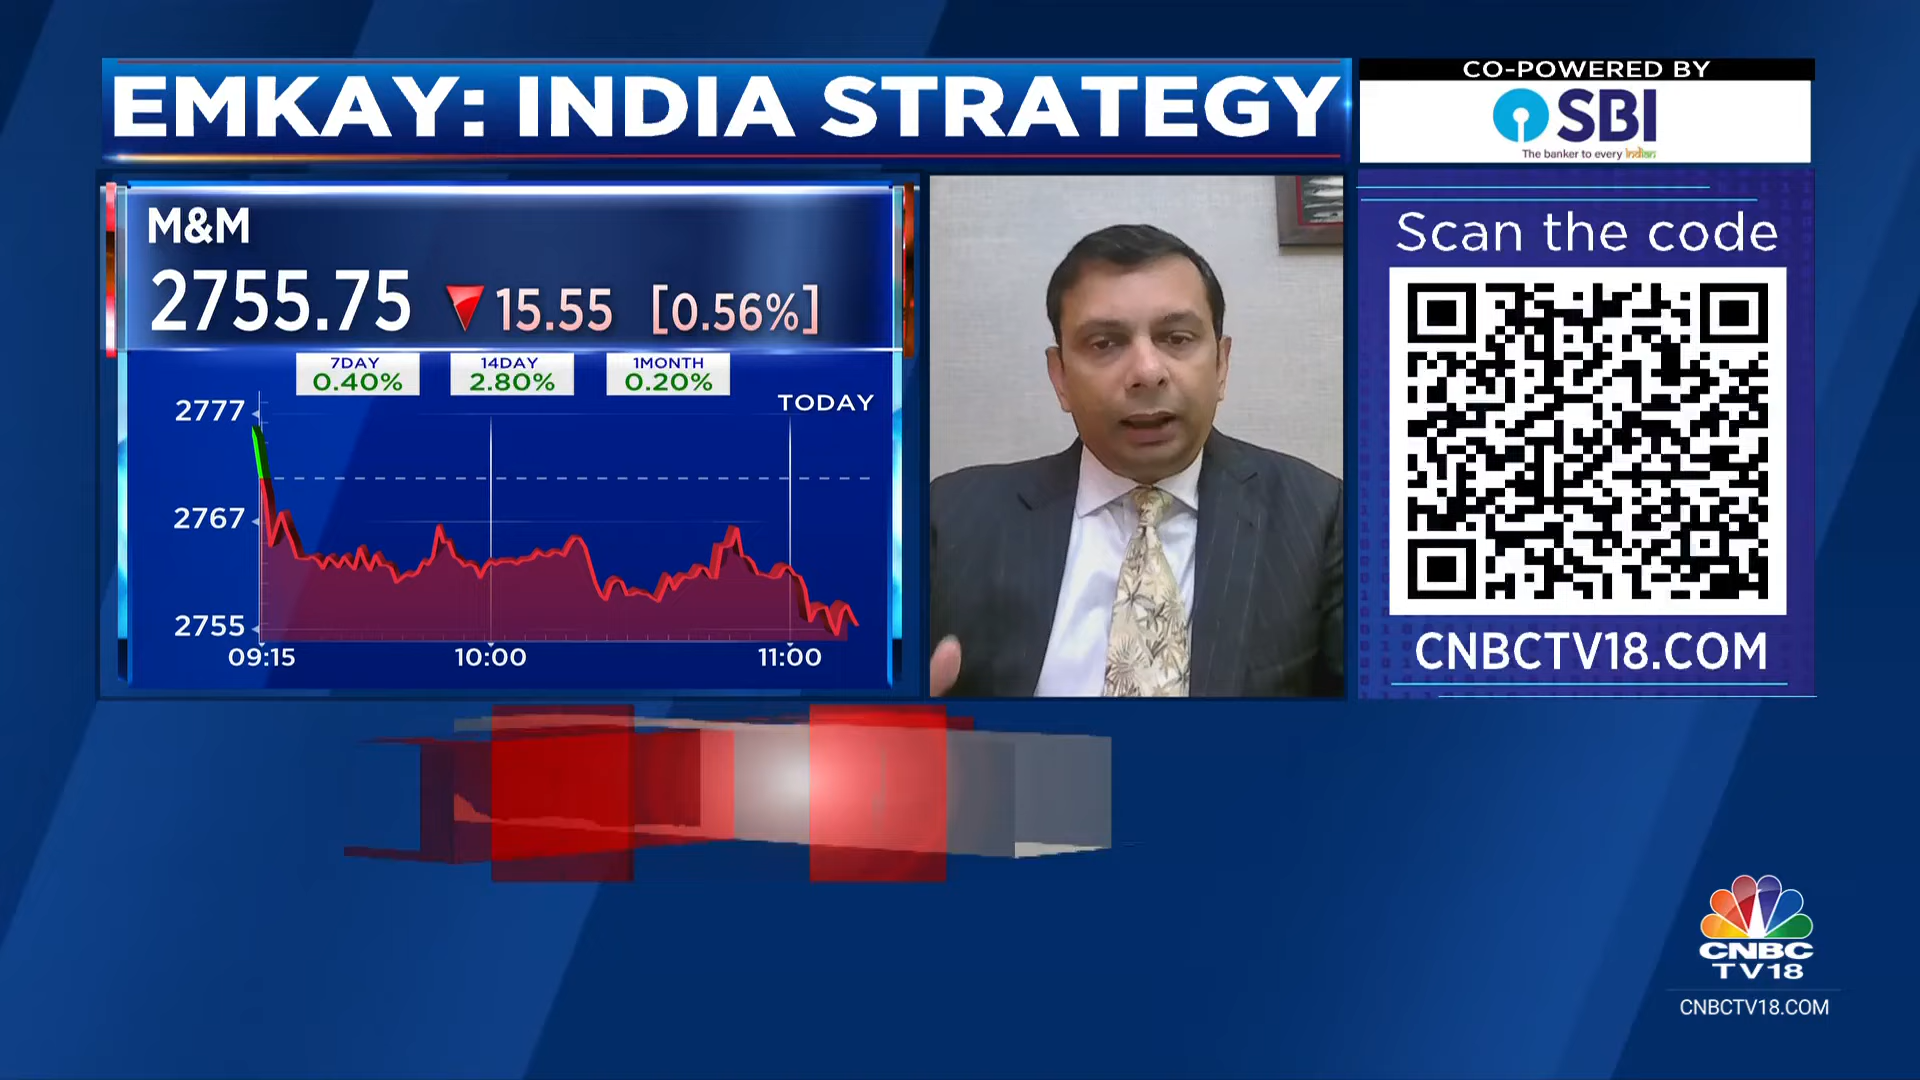 EMKAY: INDIA STRATEGY
CO-POWERED BY
SBI
The banker to every Indian
M&M
2755.75 ▼ 15.55 [0.56%]
7DAY
0.40%
14DAY
2.80%
1MONTH
0.20%
TODAY
2777
2767
2755
09:15 10:00 11:00
Scan the code
CNBCTV18.COM
CNBC
TV18
CNBCTV18.COM